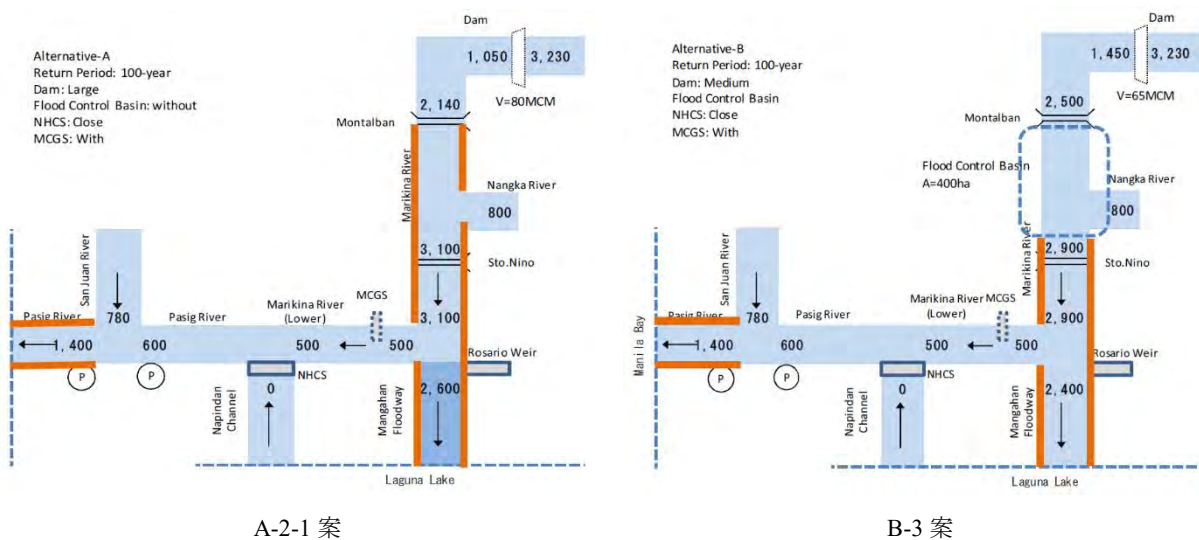 Dam
1,050
3,230
V=80MCM
Alternative-A
Return Period: 100-year
Dam: Large
Flood Control Basin: without
NHCS: Close
MCGS: With
2,140
Montalban
Marikina River
Nangka River
800
3,100
Sto.Nino
San Juan River
MCGS
Marikina River
(Lower)
3,100
Pasig River
780
Pasig River
1,400
600
500
500
Rosario Weir
P
P
NHCS
0
2,600
Napindan
Channel
Mangahan
Floodway
Laguna Lake
A-2-1 案
Dam
1,450
3,230
V=65MCM
Alternative-B
Return Period: 100-year
Dam: Medium
Flood Control Basin
NHCS: Close
MCGS: With
2,500
Montalban
Flood Control Basin
A=400ha
Nangka River
800
Marikina River
2,900
Sto.Nino
San Juan River
Marikina River
(Lower)
MCGS
2,900
Manila Bay
Pasig River
780
Pasig River
1,400
600
500
500
Rosario Weir
P
P
NHCS
0
2,400
Napindan
Channel
Mangahan
Floodway
Laguna Lake
B-3 案